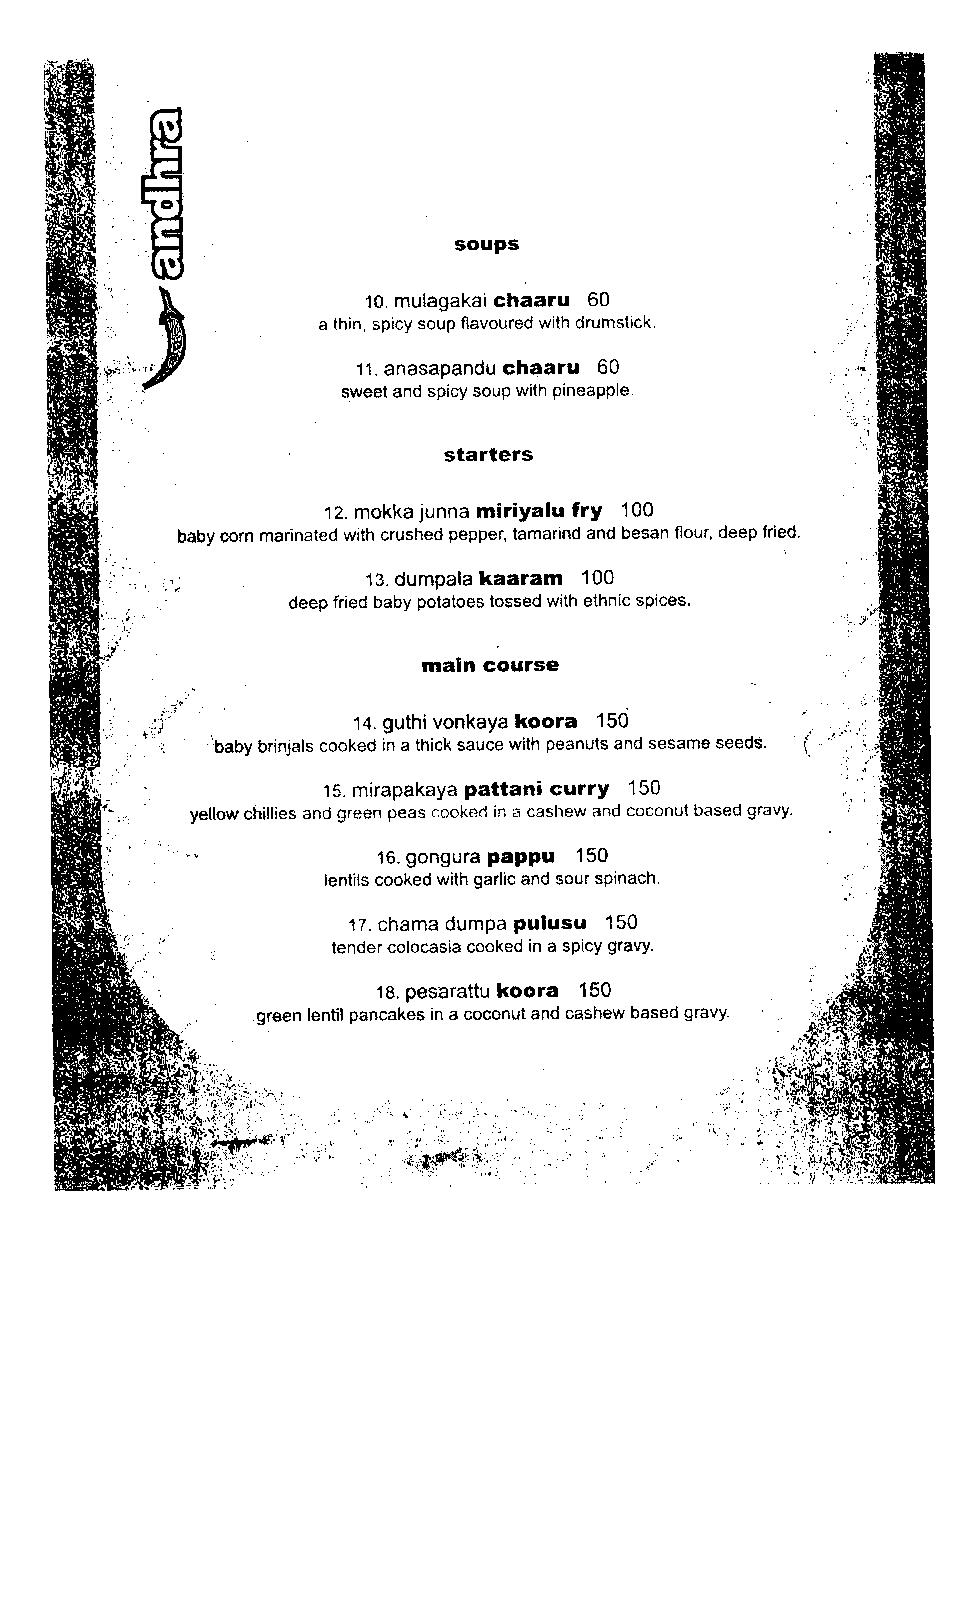 andhra
soups
10. mulagakai chaaru 60
a thin, spicy soup flavoured with drumstick.
11. anasapandu chaaru 60
sweet and spicy soup with pineapple.
starters
12. mokka junna miriyalu fry 100
baby corn marinated with crushed pepper, tamarind and besan flour, deep fried.
13. dumpala kaaram 100
deep fried baby potatoes tossed with ethnic spices.
main course
14. guthi vonkaya koora 150
baby brinjals cooked in a thick sauce with peanuts and sesame seeds.
15. mirapakaya pattani curry 150
yellow chillies and green peas cooked in a cashew and coconut based gravy.
16. gongura pappu 150
lentils cooked with garlic and sour spinach.
17. chama dumpa pulusu 150
tender colocasia cooked in a spicy gravy.
18. pesarattu koora 150
green lentil pancakes in a coconut and cashew based gravy.